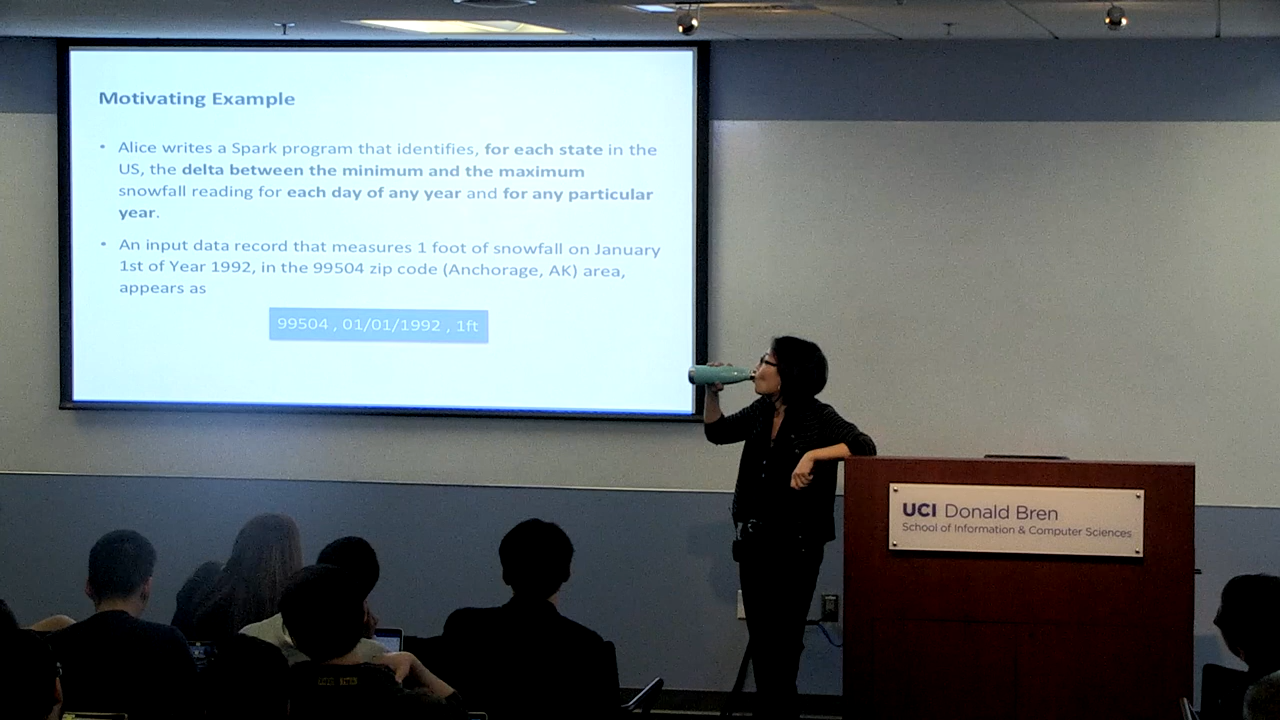 Motivating Example
• Alice writes a Spark program that identifies, for each state in the
US, the delta between the minimum and the maximum
snowfall reading for each day of any year and for any particular
year.
• An input data record that measures 1 foot of snowfall on January
1st of Year 1992, in the 99504 zip code (Anchorage, AK) area,
appears as
99504 , 01/01/1992 , 1ft
UCI Donald Bren
School of Information & Computer Sciences